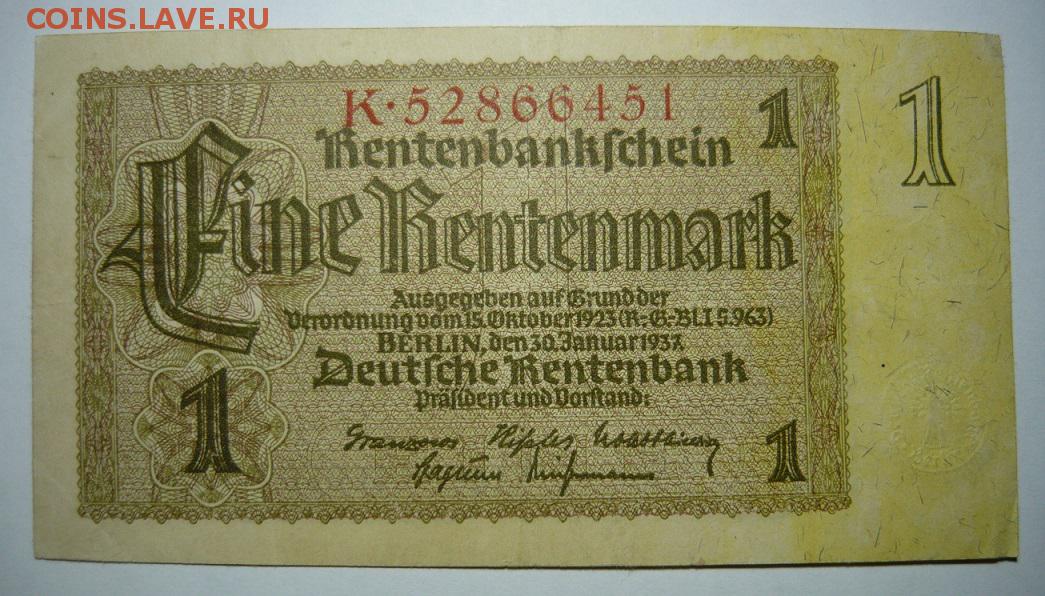 COINS.LAVE.RU
K·52866451
1
1
Rentenbankschein
Eine Rentenmark
Ausgegeben auf Grund der
Verordnung vom 15. Oktober 1923 (R.-G.-Bl. I S. 963)
BERLIN, den 30. Januar 1937.
Deutsche Rentenbank
Präsident und Vorstand:
1
1